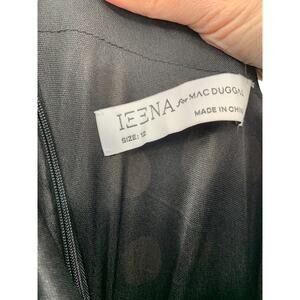 IEENA for MAC DUGGAL
MADE IN CHINA
SIZE: 12